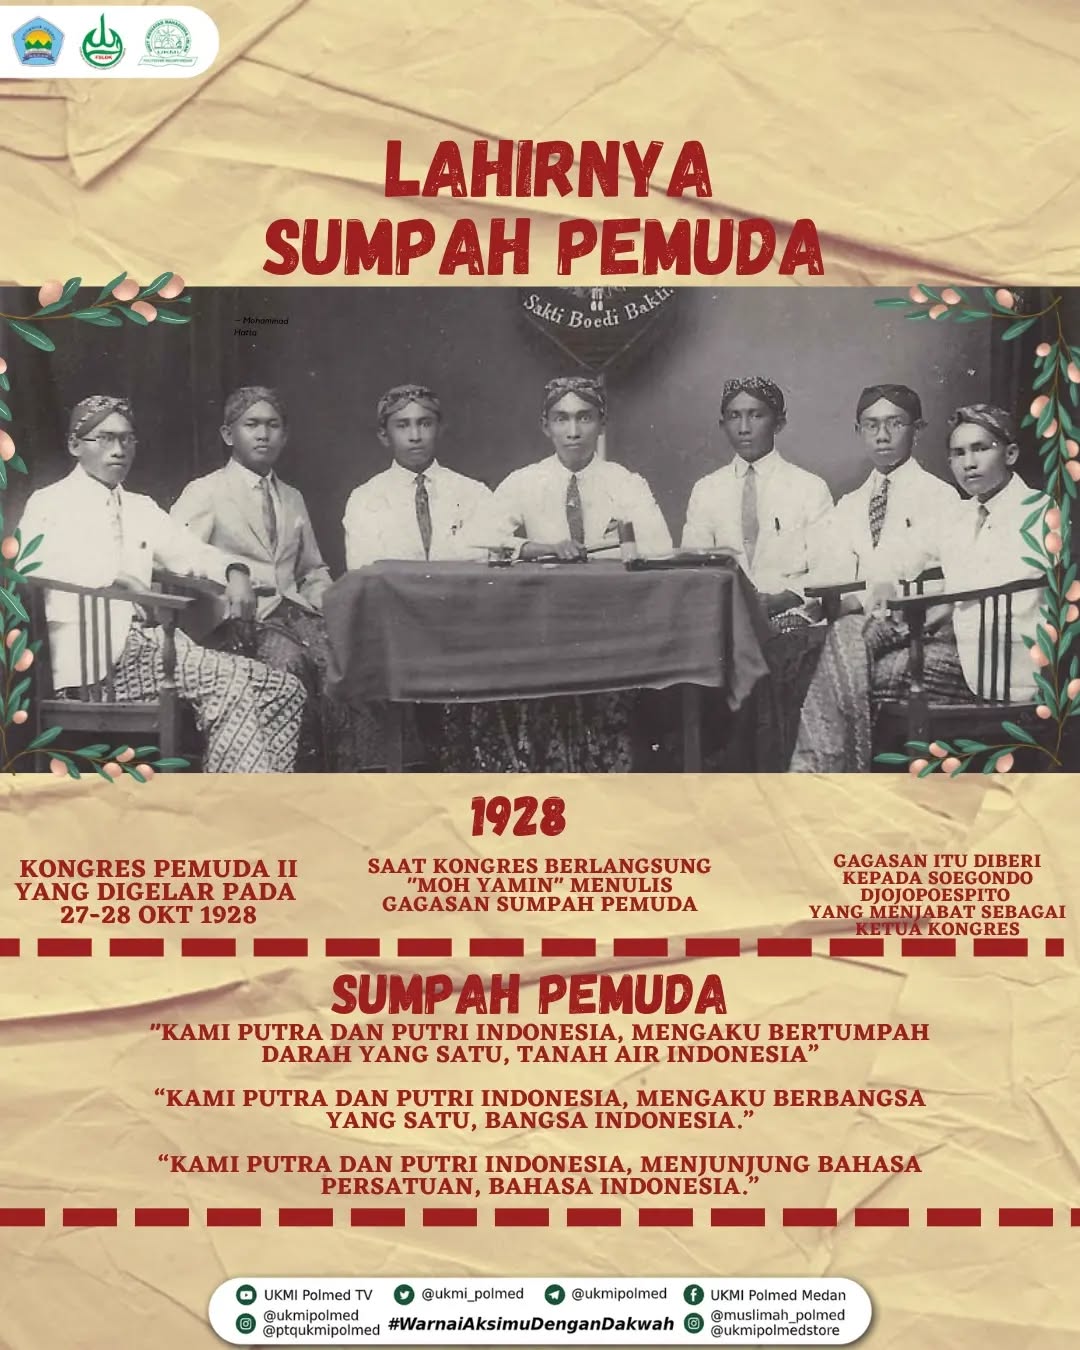 FSLDK
UKMI
LAHIRNYA
SUMPAH PEMUDA
Sakti Boedi Bakti.
– Mohammad
Hatta
1928
KONGRES PEMUDA II
YANG DIGELAR PADA
27-28 OKT 1928
SAAT KONGRES BERLANGSUNG
"MOH YAMIN" MENULIS
GAGASAN SUMPAH PEMUDA
GAGASAN ITU DIBERI
KEPADA SOEGONDO
DJOJOPOESPITO
YANG MENJABAT SEBAGAI
KETUA KONGRES
SUMPAH PEMUDA
"KAMI PUTRA DAN PUTRI INDONESIA, MENGAKU BERTUMPAH
DARAH YANG SATU, TANAH AIR INDONESIA”
“KAMI PUTRA DAN PUTRI INDONESIA, MENGAKU BERBANGSA
YANG SATU, BANGSA INDONESIA.”
“KAMI PUTRA DAN PUTRI INDONESIA, MENJUNJUNG BAHASA
PERSATUAN, BAHASA INDONESIA.”
UKMI Polmed TV
@ukmi_polmed
@ukmipolmed
UKMI Polmed Medan
@ukmipolmed
@ptqukmipolmed
#WarnaiAksimuDenganDakwah
@muslimah_polmed
@ukmipolmedstore